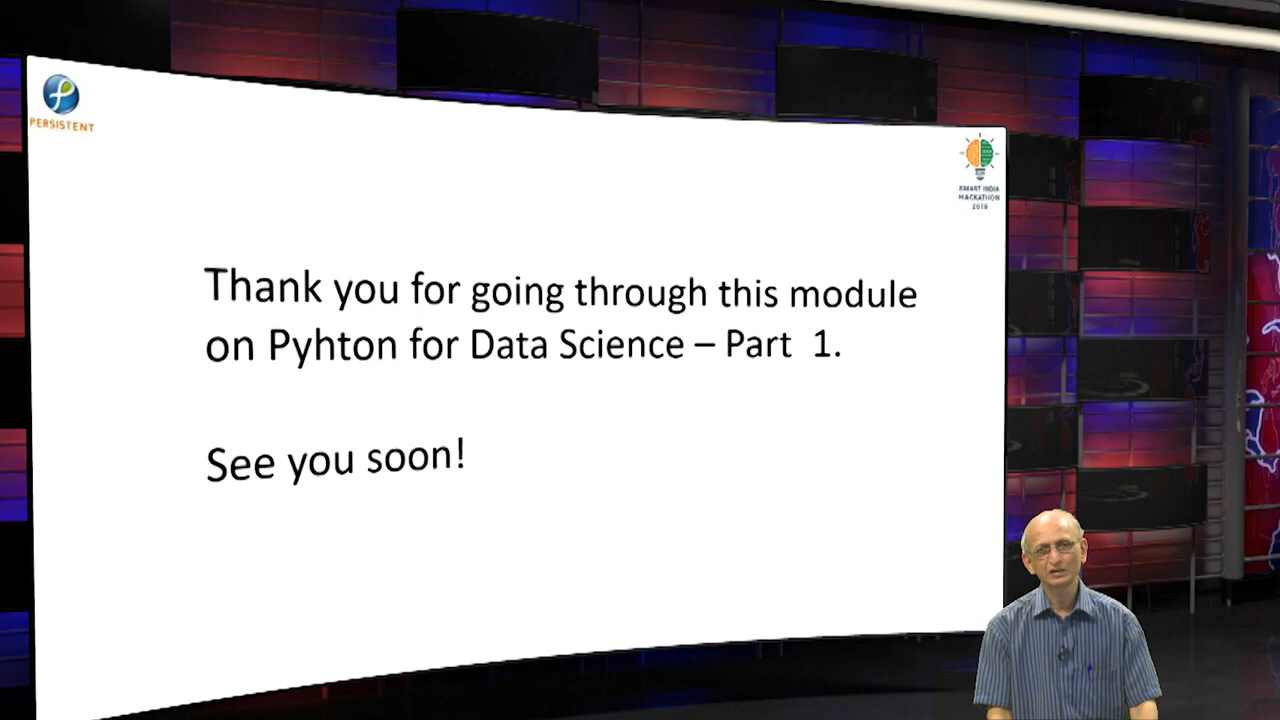 PERSISTENT
SMART INDIA
HACKATHON
2019
Thank you for going through this module
on Pyhton for Data Science – Part 1.
See you soon!